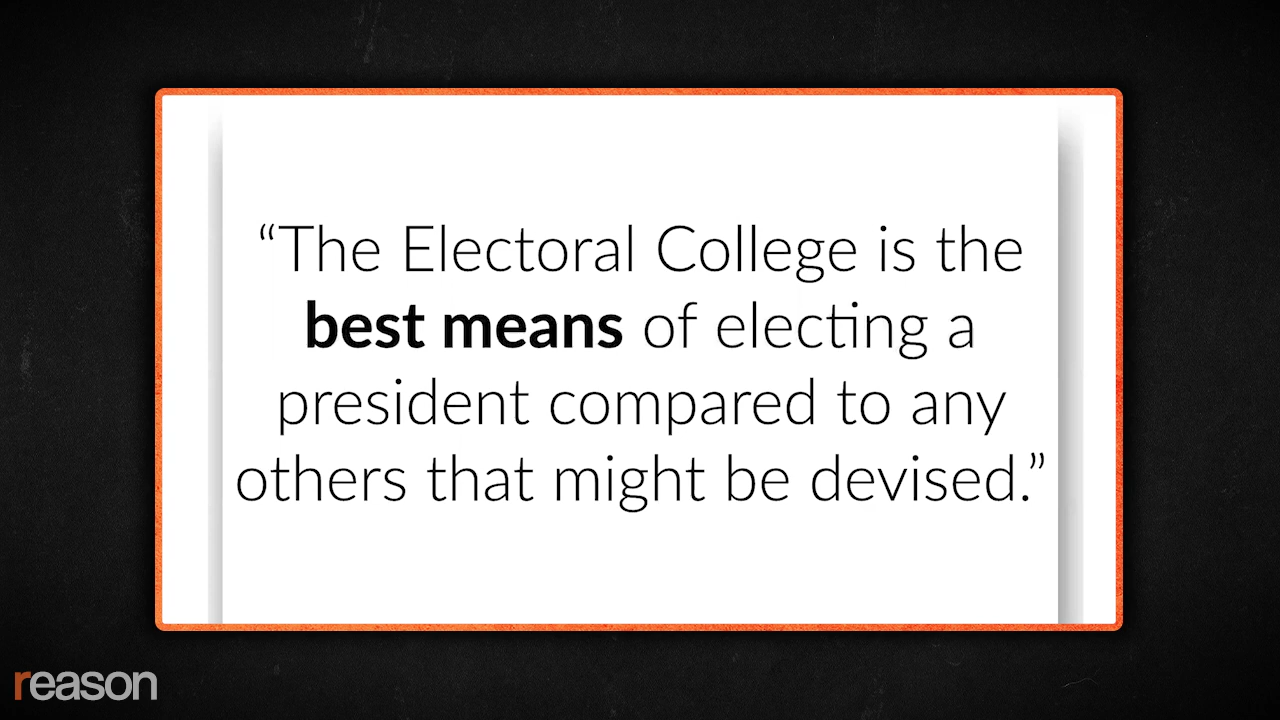 “The Electoral College is the
best means of electing a
president compared to any
others that might be devised.”
reason